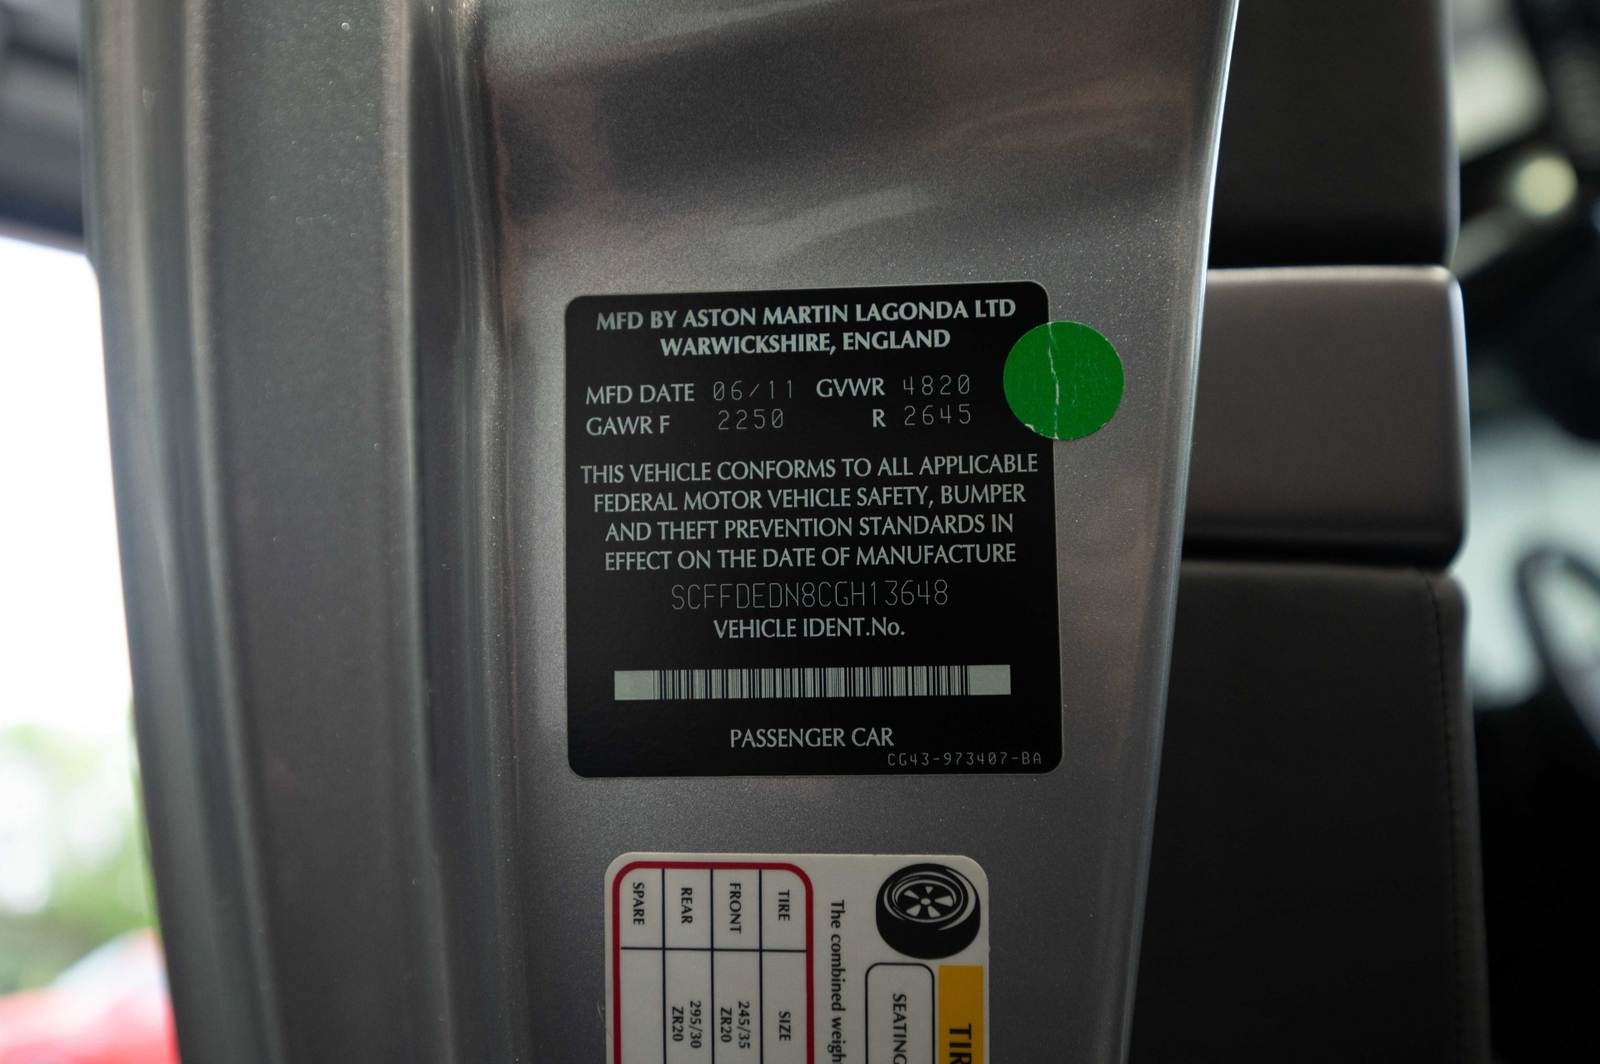 MFD BY ASTON MARTIN LAGONDA LTD
WARWICKSHIRE, ENGLAND
MFD DATE 06/11 GVWR 4820
GAWR F 2250 R 2645
THIS VEHICLE CONFORMS TO ALL APPLICABLE
FEDERAL MOTOR VEHICLE SAFETY, BUMPER
AND THEFT PREVENTION STANDARDS IN
EFFECT ON THE DATE OF MANUFACTURE
SCFFDEDN8CGH13648
VEHICLE IDENT.No.
PASSENGER CAR
CG43-973407-BA
SEATING
The combined
TIRE SIZE
FRONT 245/35 ZR20
REAR 295/30 ZR20
SPARE